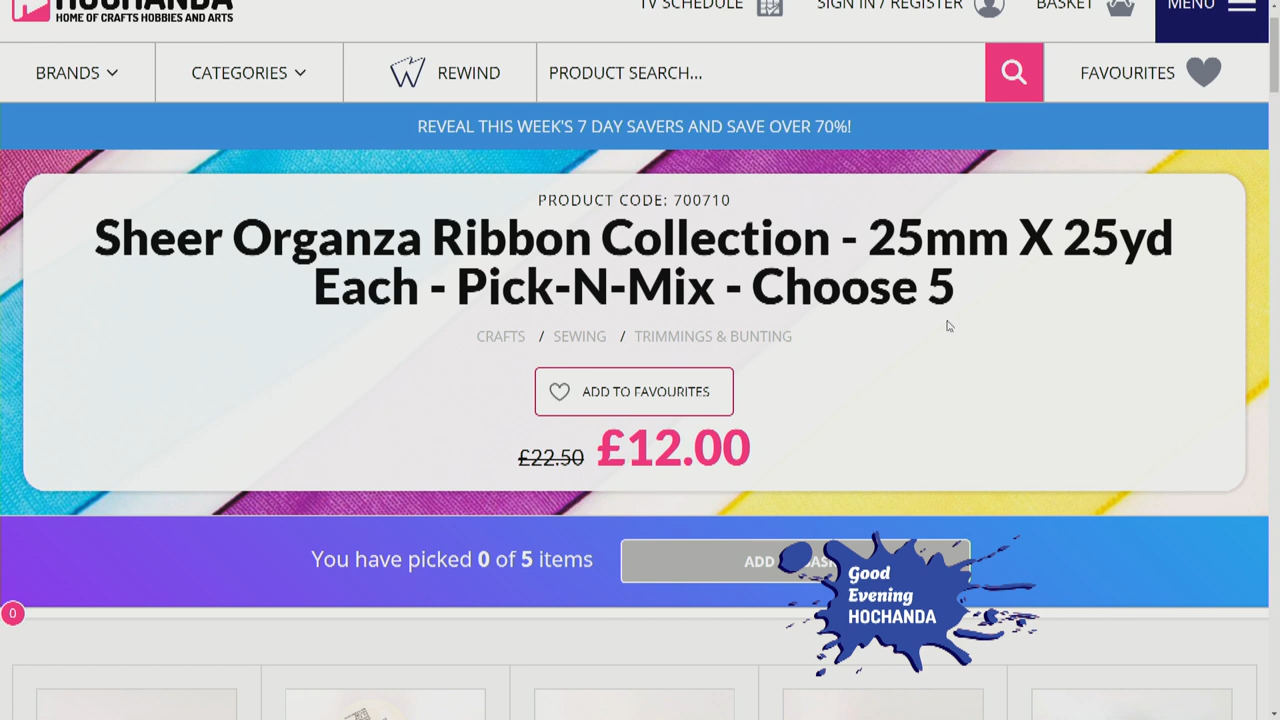 HOCHANDA
HOME OF CRAFTS HOBBIES AND ARTS
TV SCHEDULE
SIGN IN / REGISTER
BASKET
MENU
BRANDS
CATEGORIES
REWIND
PRODUCT SEARCH...
FAVOURITES
REVEAL THIS WEEK'S 7 DAY SAVERS AND SAVE OVER 70%!
PRODUCT CODE: 700710
Sheer Organza Ribbon Collection - 25mm X 25yd
Each - Pick-N-Mix - Choose 5
CRAFTS / SEWING / TRIMMINGS & BUNTING
ADD TO FAVOURITES
£22.50 £12.00
You have picked 0 of 5 items
ADD
Good
Evening
HOCHANDA
0